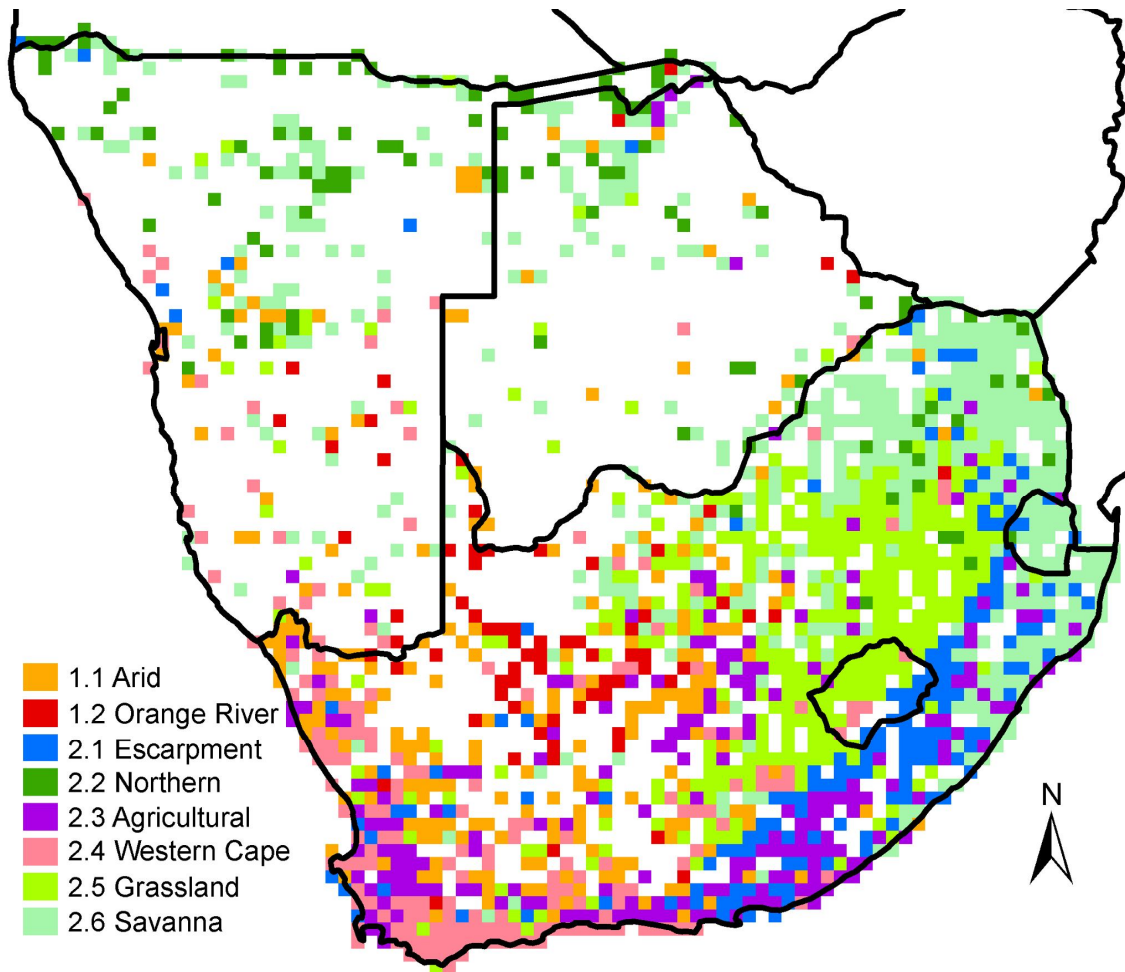 1.1 Arid
1.2 Orange River
2.1 Escarpment
2.2 Northern
2.3 Agricultural
2.4 Western Cape
2.5 Grassland
2.6 Savanna
N